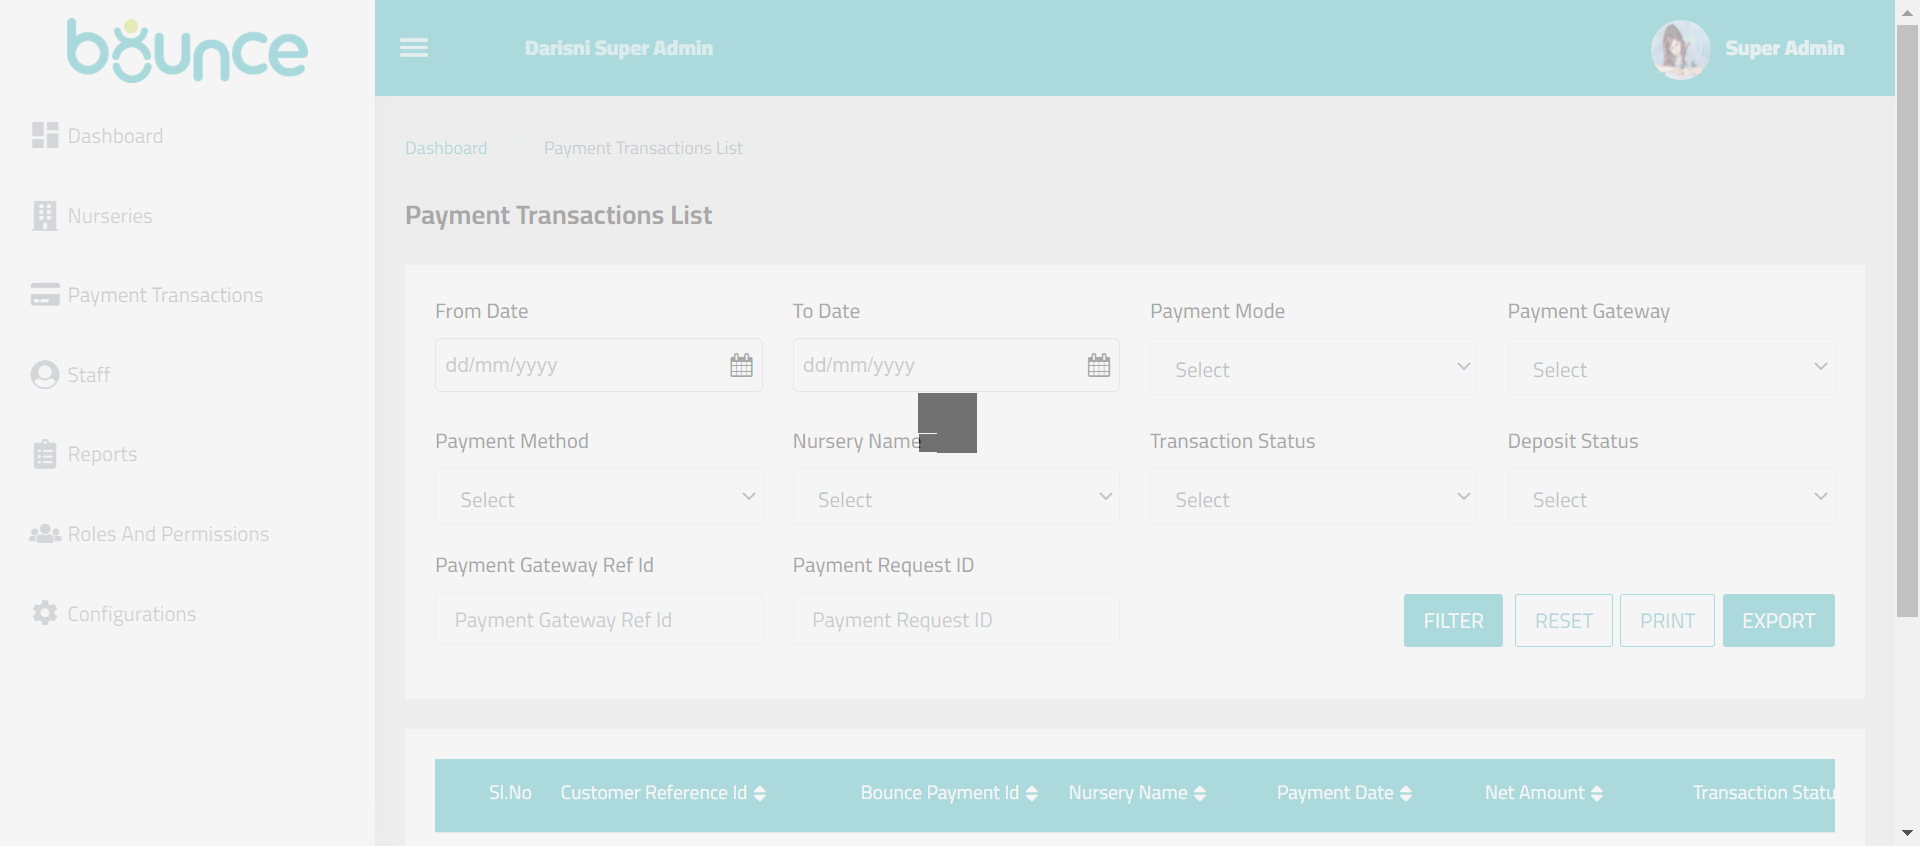 bounce
Darisni Super Admin
Super Admin
Dashboard
Nurseries
Payment Transactions
Staff
Reports
Roles And Permissions
Configurations
Dashboard
Payment Transactions List
Payment Transactions List
From Date
To Date
Payment Mode
Payment Gateway
dd/mm/yyyy
dd/mm/yyyy
Select
Select
Payment Method
Nursery Name
Transaction Status
Deposit Status
Select
Select
Select
Select
Payment Gateway Ref Id
Payment Request ID
Payment Gateway Ref Id
Payment Request ID
FILTER
RESET
PRINT
EXPORT
Sl.No
Customer Reference Id
Bounce Payment Id
Nursery Name
Payment Date
Net Amount
Transaction Statu